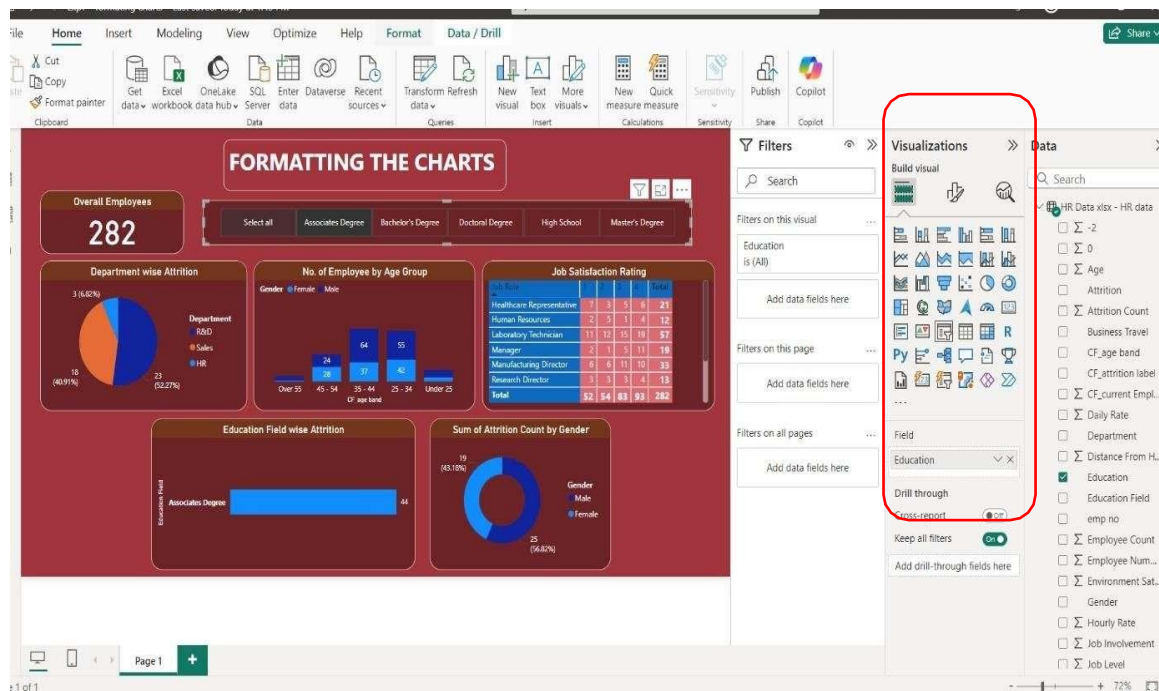 File Home Insert Modeling View Optimize Help Format Data / Drill
Share
Cut
Copy
Format painter
Clipboard
Get data
Excel workbook
OneLake data hub
SQL Server
Enter data
Dataverse
Recent sources
Data
Transform data
Refresh
Queries
New visual
Text box
More visuals
Insert
New measure
Quick measure
Calculations
Sensitivity
Sensitivity
Publish
Share
Copilot
Copilot
FORMATTING THE CHARTS
Overall Employees
282
Select all Associates Degree Bachelor's Degree Doctoral Degree High School Master's Degree
Department wise Attrition
3 (6.82%)
18
(40.91%)
23
(52.27%)
Department
R&D
Sales
HR
No. of Employee by Age Group
Gender Female Male
24
28
64
37
55
42
Over 55 45 - 54 35 - 44 25 - 34 Under 25
CF age band
Job Satisfaction Rating
Job Role 1 2 3 4 Total
Healthcare Representative 7 3 5 6 21
Human Resources 2 5 1 4 12
Laboratory Technician 11 12 15 19 57
Manager 2 1 5 11 19
Manufacturing Director 6 6 11 10 33
Research Director 3 3 3 4 13
Total 52 54 83 93 282
Education Field wise Attrition
Education Field
Associates Degree
44
Sum of Attrition Count by Gender
19
(43.18%)
25
(56.82%)
Gender
Male
Female
Filters
Search
Filters on this visual ...
Education
is (All)
Add data fields here
Filters on this page ...
Add data fields here
Filters on all pages ...
Add data fields here
Visualizations
Build visual
R
Py
...
Field
Education
Drill through
Cross-report Off
Keep all filters On
Add drill-through fields here
Data
Search
HR Data xlsx - HR data
Σ -2
Σ 0
Σ Age
Attrition
Σ Attrition Count
Business Travel
CF_age band
CF_attrition label
Σ CF_current Empl...
Σ Daily Rate
Department
Σ Distance From H...
Education
Education Field
emp no
Σ Employee Count
Σ Employee Num...
Σ Environment Sat...
Gender
Σ Hourly Rate
Σ Job Involvement
Σ Job Level
Page 1 +
1 of 1
- + 72%